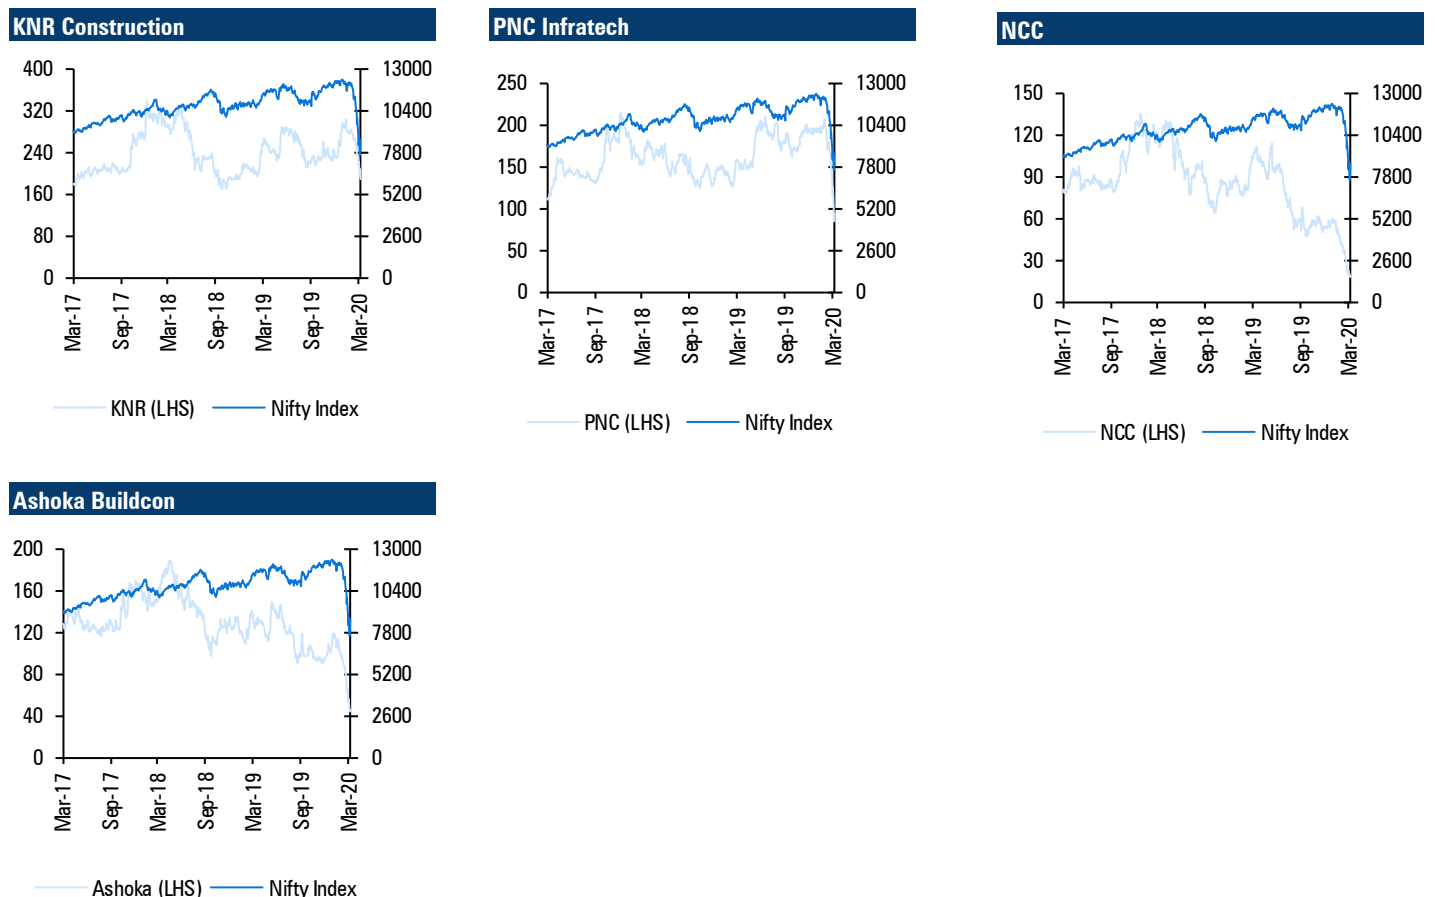 KNR Construction
400
320
240
160
80
0
13000
10400
7800
5200
2600
0
Mar-17
Sep-17
Mar-18
Sep-18
Mar-19
Sep-19
Mar-20
KNR (LHS)
Nifty Index
PNC Infratech
250
200
150
100
50
0
13000
10400
7800
5200
2600
0
Mar-17
Sep-17
Mar-18
Sep-18
Mar-19
Sep-19
Mar-20
PNC (LHS)
Nifty Index
NCC
150
120
90
60
30
0
13000
10400
7800
5200
2600
0
Mar-17
Sep-17
Mar-18
Sep-18
Mar-19
Sep-19
Mar-20
NCC (LHS)
Nifty Index
Ashoka Buildcon
200
160
120
80
40
0
13000
10400
7800
5200
2600
0
Mar-17
Sep-17
Mar-18
Sep-18
Mar-19
Sep-19
Mar-20
Ashoka (LHS)
Nifty Index